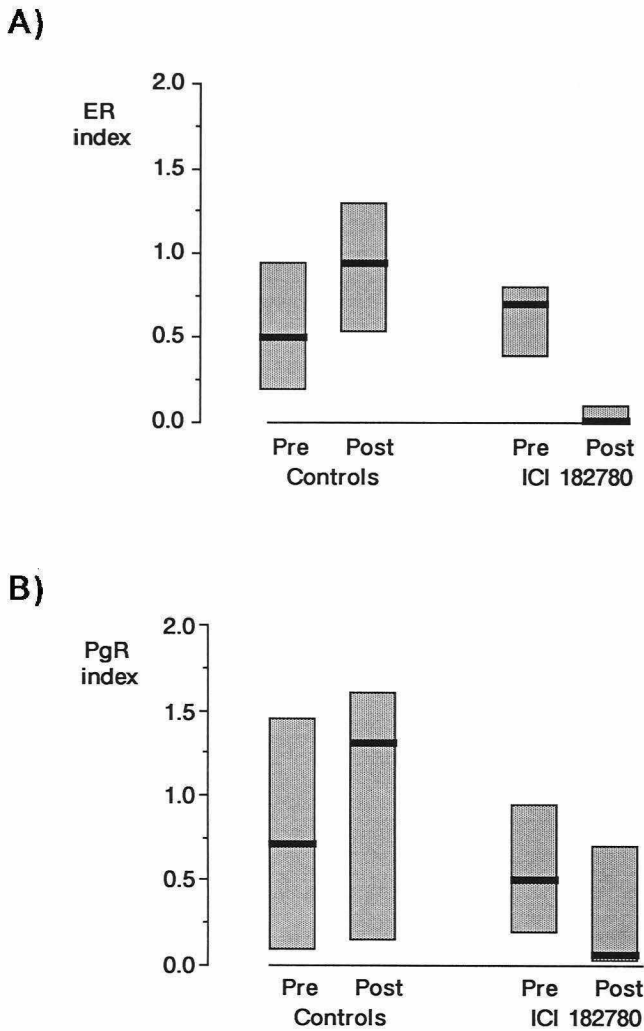 A)
ER
index
2.0
1.5
1.0
0.5
0.0
Pre Post Pre Post
Controls ICI 182780
B)
PgR
index
2.0
1.5
1.0
0.5
0.0
Pre Post Pre Post
Controls ICI 182780